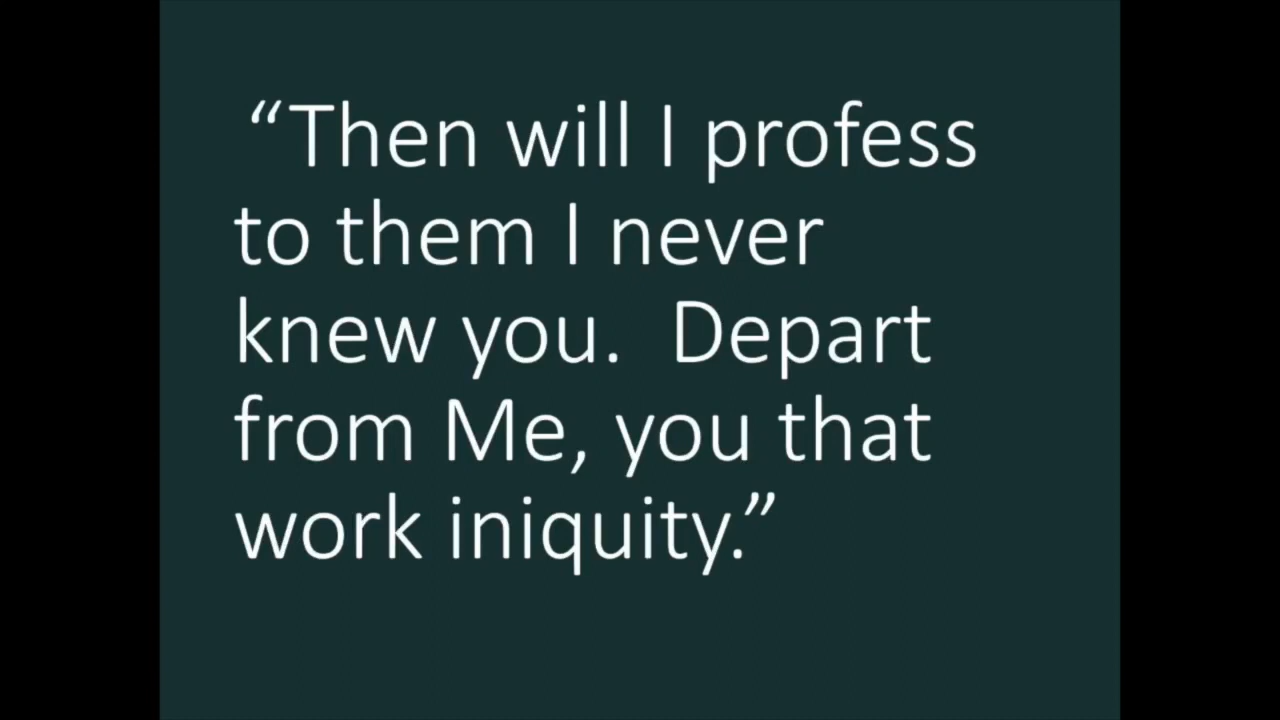 “Then will I profess
to them I never
knew you.  Depart
from Me, you that
work iniquity.”